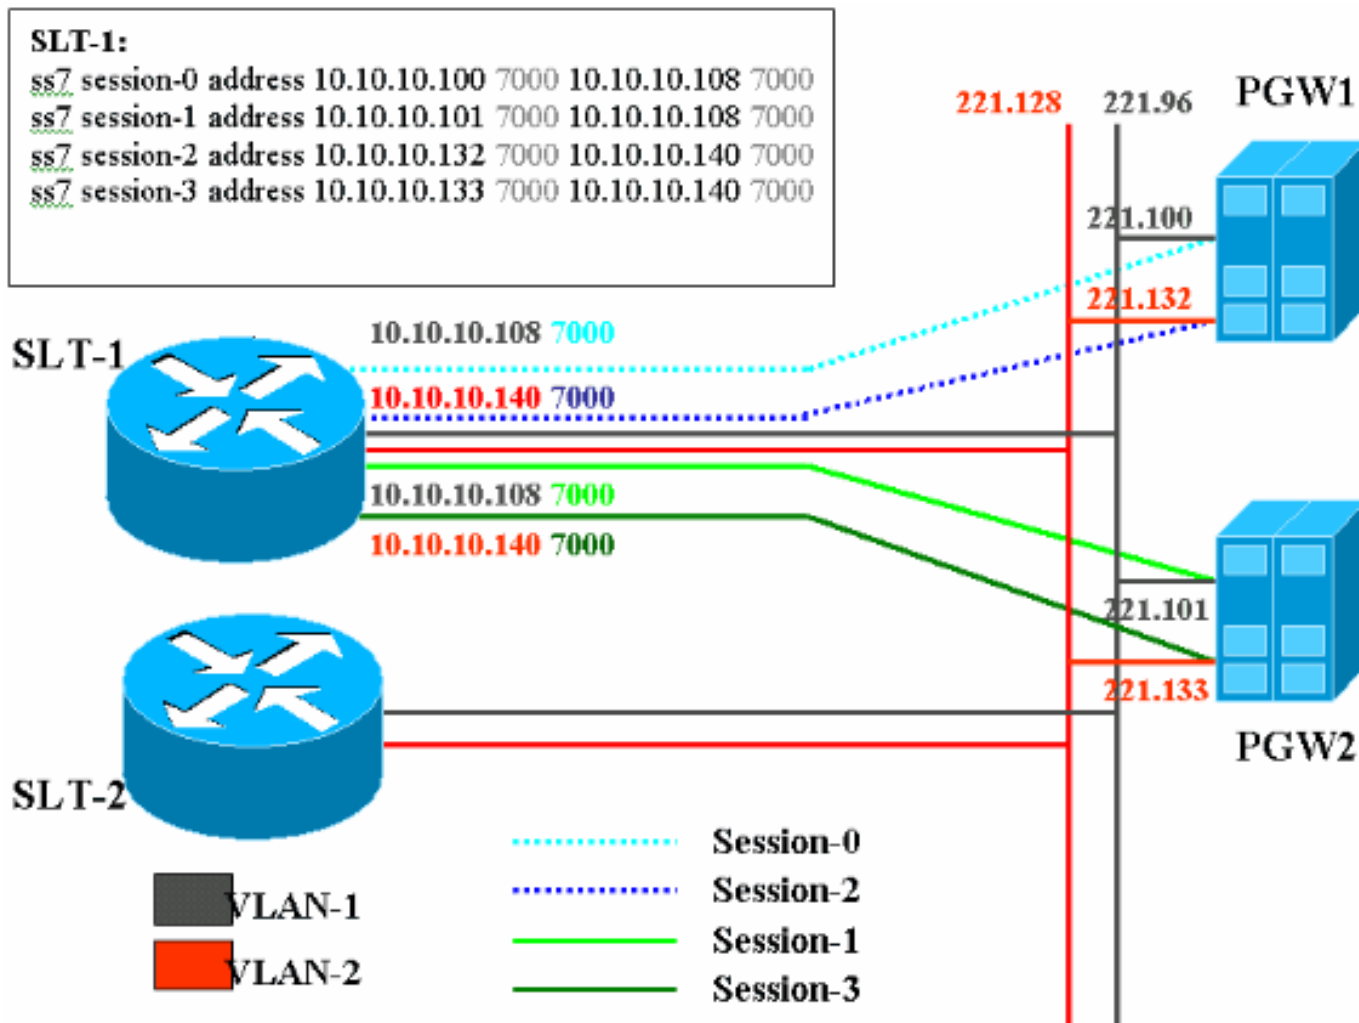 SLT-1:
ss7 session-0 address 10.10.10.100 7000 10.10.10.108 7000
ss7 session-1 address 10.10.10.101 7000 10.10.10.108 7000
ss7 session-2 address 10.10.10.132 7000 10.10.10.140 7000
ss7 session-3 address 10.10.10.133 7000 10.10.10.140 7000
221.128
221.96
PGW1
221.100
221.132
SLT-1
10.10.10.108 7000
10.10.10.140 7000
10.10.10.108 7000
10.10.10.140 7000
221.101
221.133
PGW2
SLT-2
VLAN-1
VLAN-2
Session-0
Session-2
Session-1
Session-3